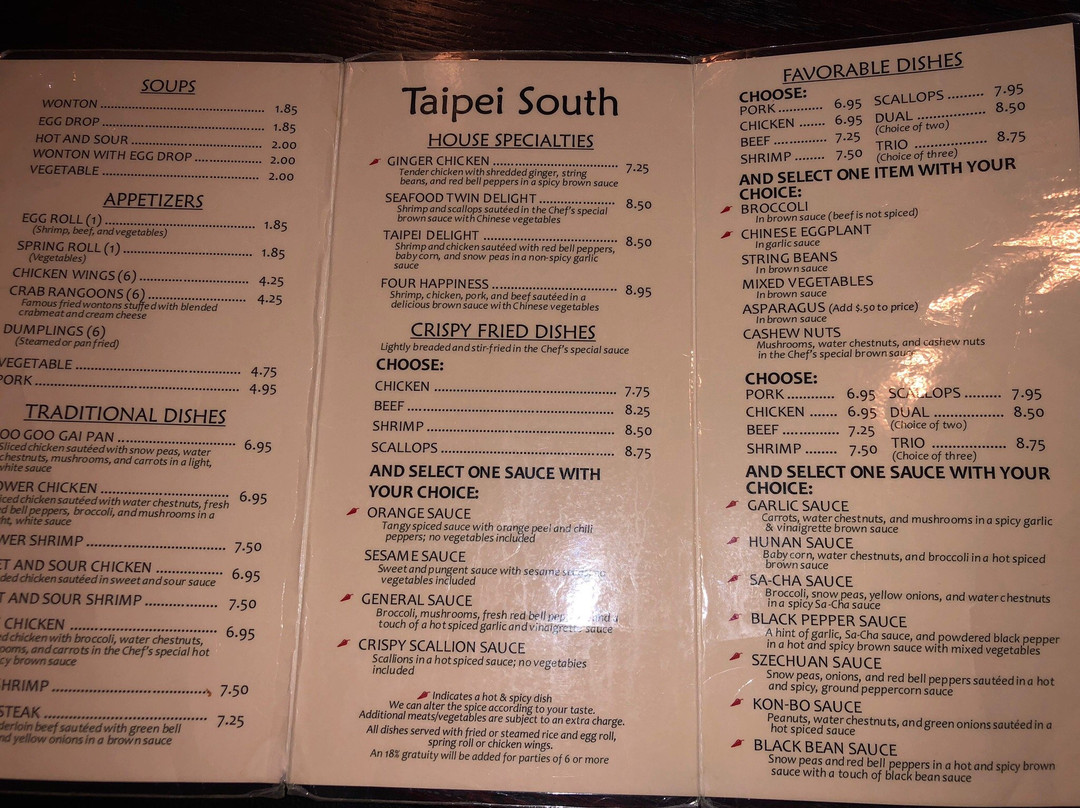 SOUPS
WONTON 1.85
EGG DROP 1.85
HOT AND SOUR 2.00
WONTON WITH EGG DROP 2.00
VEGETABLE 2.00
APPETIZERS
EGG ROLL (1) 1.85
(Shrimp, beef, and vegetables)
SPRING ROLL (1) 1.85
(Vegetables)
CHICKEN WINGS (6) 4.25
CRAB RANGOONS (6) 4.25
Famous fried wontons stuffed with blended
crabmeat and cream cheese
DUMPLINGS (6)
(Steamed or pan fried)
VEGETABLE 4.75
PORK 4.95
TRADITIONAL DISHES
OO GOO GAI PAN 6.95
Sliced chicken sautéed with snow peas, water
chestnuts, mushrooms, and carrots in a light,
white sauce
CHICKEN 6.95
chicken sautéed with water chestnuts, fresh
bell peppers, broccoli, and mushrooms in a
white sauce
SHRIMP 7.50
AND SOUR CHICKEN 6.95
chicken sautéed in sweet and sour sauce
AND SOUR SHRIMP 7.50
CHICKEN 6.95
chicken with broccoli, water chestnuts,
and carrots in the Chef's special hot
brown sauce
SHRIMP 7.50
STEAK 7.25
beef sautéed with green bell
and yellow onions in a brown sauce
Taipei South
HOUSE SPECIALTIES
GINGER CHICKEN 7.25
Tender chicken with shredded ginger, string
beans, and red bell peppers in a spicy brown sauce
SEAFOOD TWIN DELIGHT 8.50
Shrimp and scallops sautéed in the Chef's special
brown sauce with Chinese vegetables
TAIPEI DELIGHT 8.50
Shrimp and chicken sautéed with red bell peppers,
baby corn, and snow peas in a non-spicy garlic
sauce
FOUR HAPPINESS 8.95
Shrimp, chicken, pork, and beef sautéed in a
delicious brown sauce with Chinese vegetables
CRISPY FRIED DISHES
Lightly breaded and stir-fried in the Chef's special sauce
CHOOSE:
CHICKEN 7.75
BEEF 8.25
SHRIMP 8.50
SCALLOPS 8.75
AND SELECT ONE SAUCE WITH
YOUR CHOICE:
ORANGE SAUCE
Tangy spiced sauce with orange peel and chili
peppers; no vegetables included
SESAME SAUCE
Sweet and pungent sauce with sesame
vegetables included
GENERAL SAUCE
Broccoli, mushrooms, fresh red bell
touch of a hot spiced garlic and vinaigrette sauce
CRISPY SCALLION SAUCE
Scallions in a hot spiced sauce; no vegetables
included
Indicates a hot & spicy dish
We can alter the spice according to your taste.
Additional meats/vegetables are subject to an extra charge.
All dishes served with fried or steamed rice and egg roll,
spring roll or chicken wings.
An 18% gratuity will be added for parties of 6 or more
FAVORABLE DISHES
CHOOSE:
PORK 6.95 SCALLOPS 7.95
CHICKEN 6.95 DUAL 8.50
(Choice of two)
BEEF 7.25 TRIO 8.75
SHRIMP 7.50 (Choice of three)
AND SELECT ONE ITEM WITH YOUR
CHOICE:
BROCCOLI
In brown sauce (beef is not spiced)
CHINESE EGGPLANT
In garlic sauce
STRING BEANS
In brown sauce
MIXED VEGETABLES
In brown sauce
ASPARAGUS (Add $.50 to price)
In brown sauce
CASHEW NUTS
Mushrooms, water chestnuts, and cashew nuts
in the Chef's special brown sauce
CHOOSE:
PORK 6.95 SCALLOPS 7.95
CHICKEN 6.95 DUAL 8.50
(Choice of two)
BEEF 7.25 TRIO 8.75
SHRIMP 7.50 (Choice of three)
AND SELECT ONE SAUCE WITH YOUR
CHOICE:
GARLIC SAUCE
Carrots, water chestnuts, and mushrooms in a spicy garlic
& vinaigrette brown sauce
HUNAN SAUCE
Baby corn, water chestnuts, and broccoli in a hot spiced
brown sauce
SA-CHA SAUCE
Broccoli, snow peas, yellow onions, and water chestnuts
in a spicy Sa-Cha sauce
BLACK PEPPER SAUCE
A hint of garlic, Sa-Cha sauce, and powdered black pepper
in a hot and spicy brown sauce with mixed vegetables
SZECHUAN SAUCE
Snow peas, onions, and red bell peppers sautéed in a hot
and spicy, ground peppercorn sauce
KON-BO SAUCE
Peanuts, water chestnuts, and green onions sautéed in a
hot spiced sauce
BLACK BEAN SAUCE
Snow peas and red bell peppers in a hot and spicy brown
sauce with a touch of black bean sauce